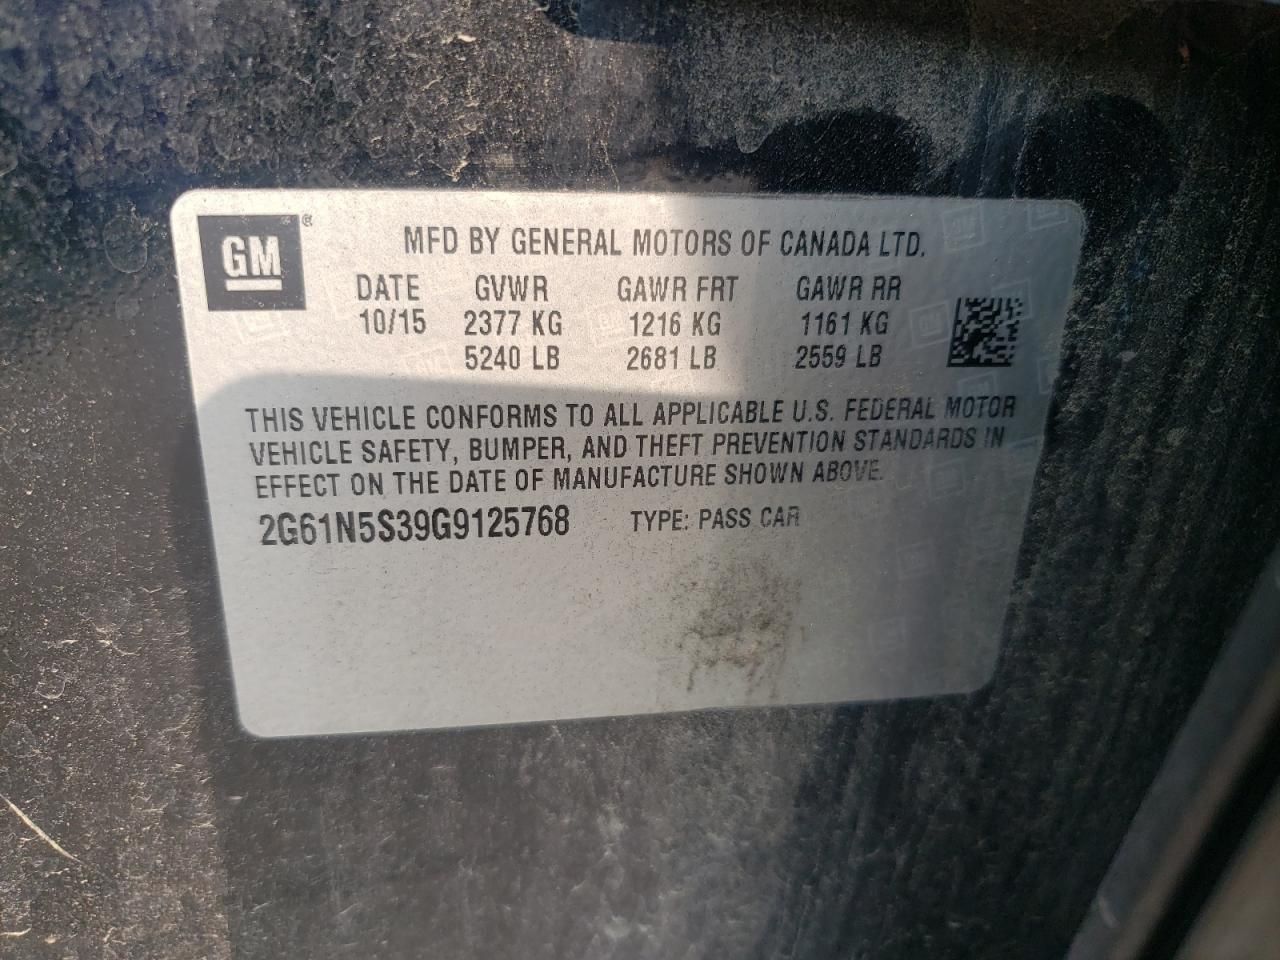 GM®
MFD BY GENERAL MOTORS OF CANADA LTD.
DATE GVWR GAWR FRT GAWR RR
10/15 2377 KG 1216 KG 1161 KG
5240 LB 2681 LB 2559 LB
THIS VEHICLE CONFORMS TO ALL APPLICABLE U.S. FEDERAL MOTOR
VEHICLE SAFETY, BUMPER, AND THEFT PREVENTION STANDARDS IN
EFFECT ON THE DATE OF MANUFACTURE SHOWN ABOVE.
2G61N5S39G9125768 TYPE: PASS CAR